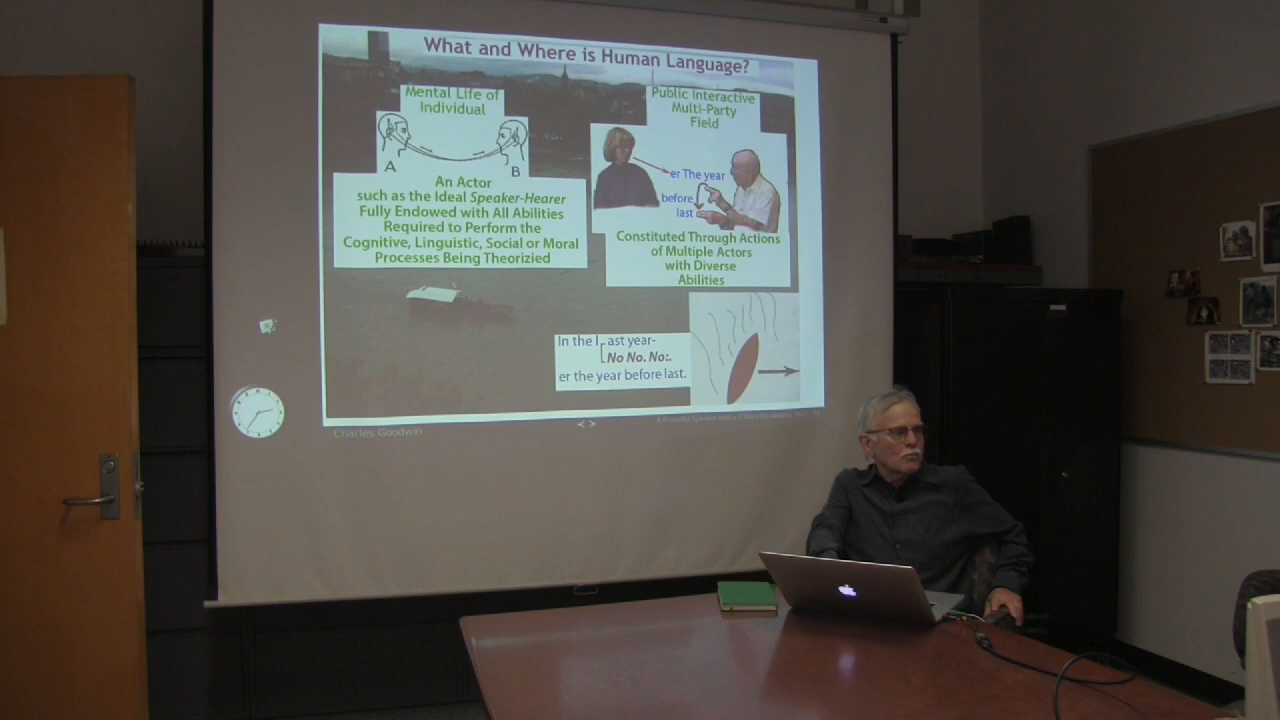 What and Where is Human Language?
Mental Life of
Individual
A
B
An Actor
such as the Ideal Speaker-Hearer
Fully Endowed with All Abilities
Required to Perform the
Cognitive, Linguistic, Social or Moral
Processes Being Theorizied
Public Interactive
Multi-Party
Field
er The year
before
last
Constituted Through Actions
of Multiple Actors
with Diverse
Abilities
In the l ast year-
No No. No:.
er the year before last.
Charles Goodwin